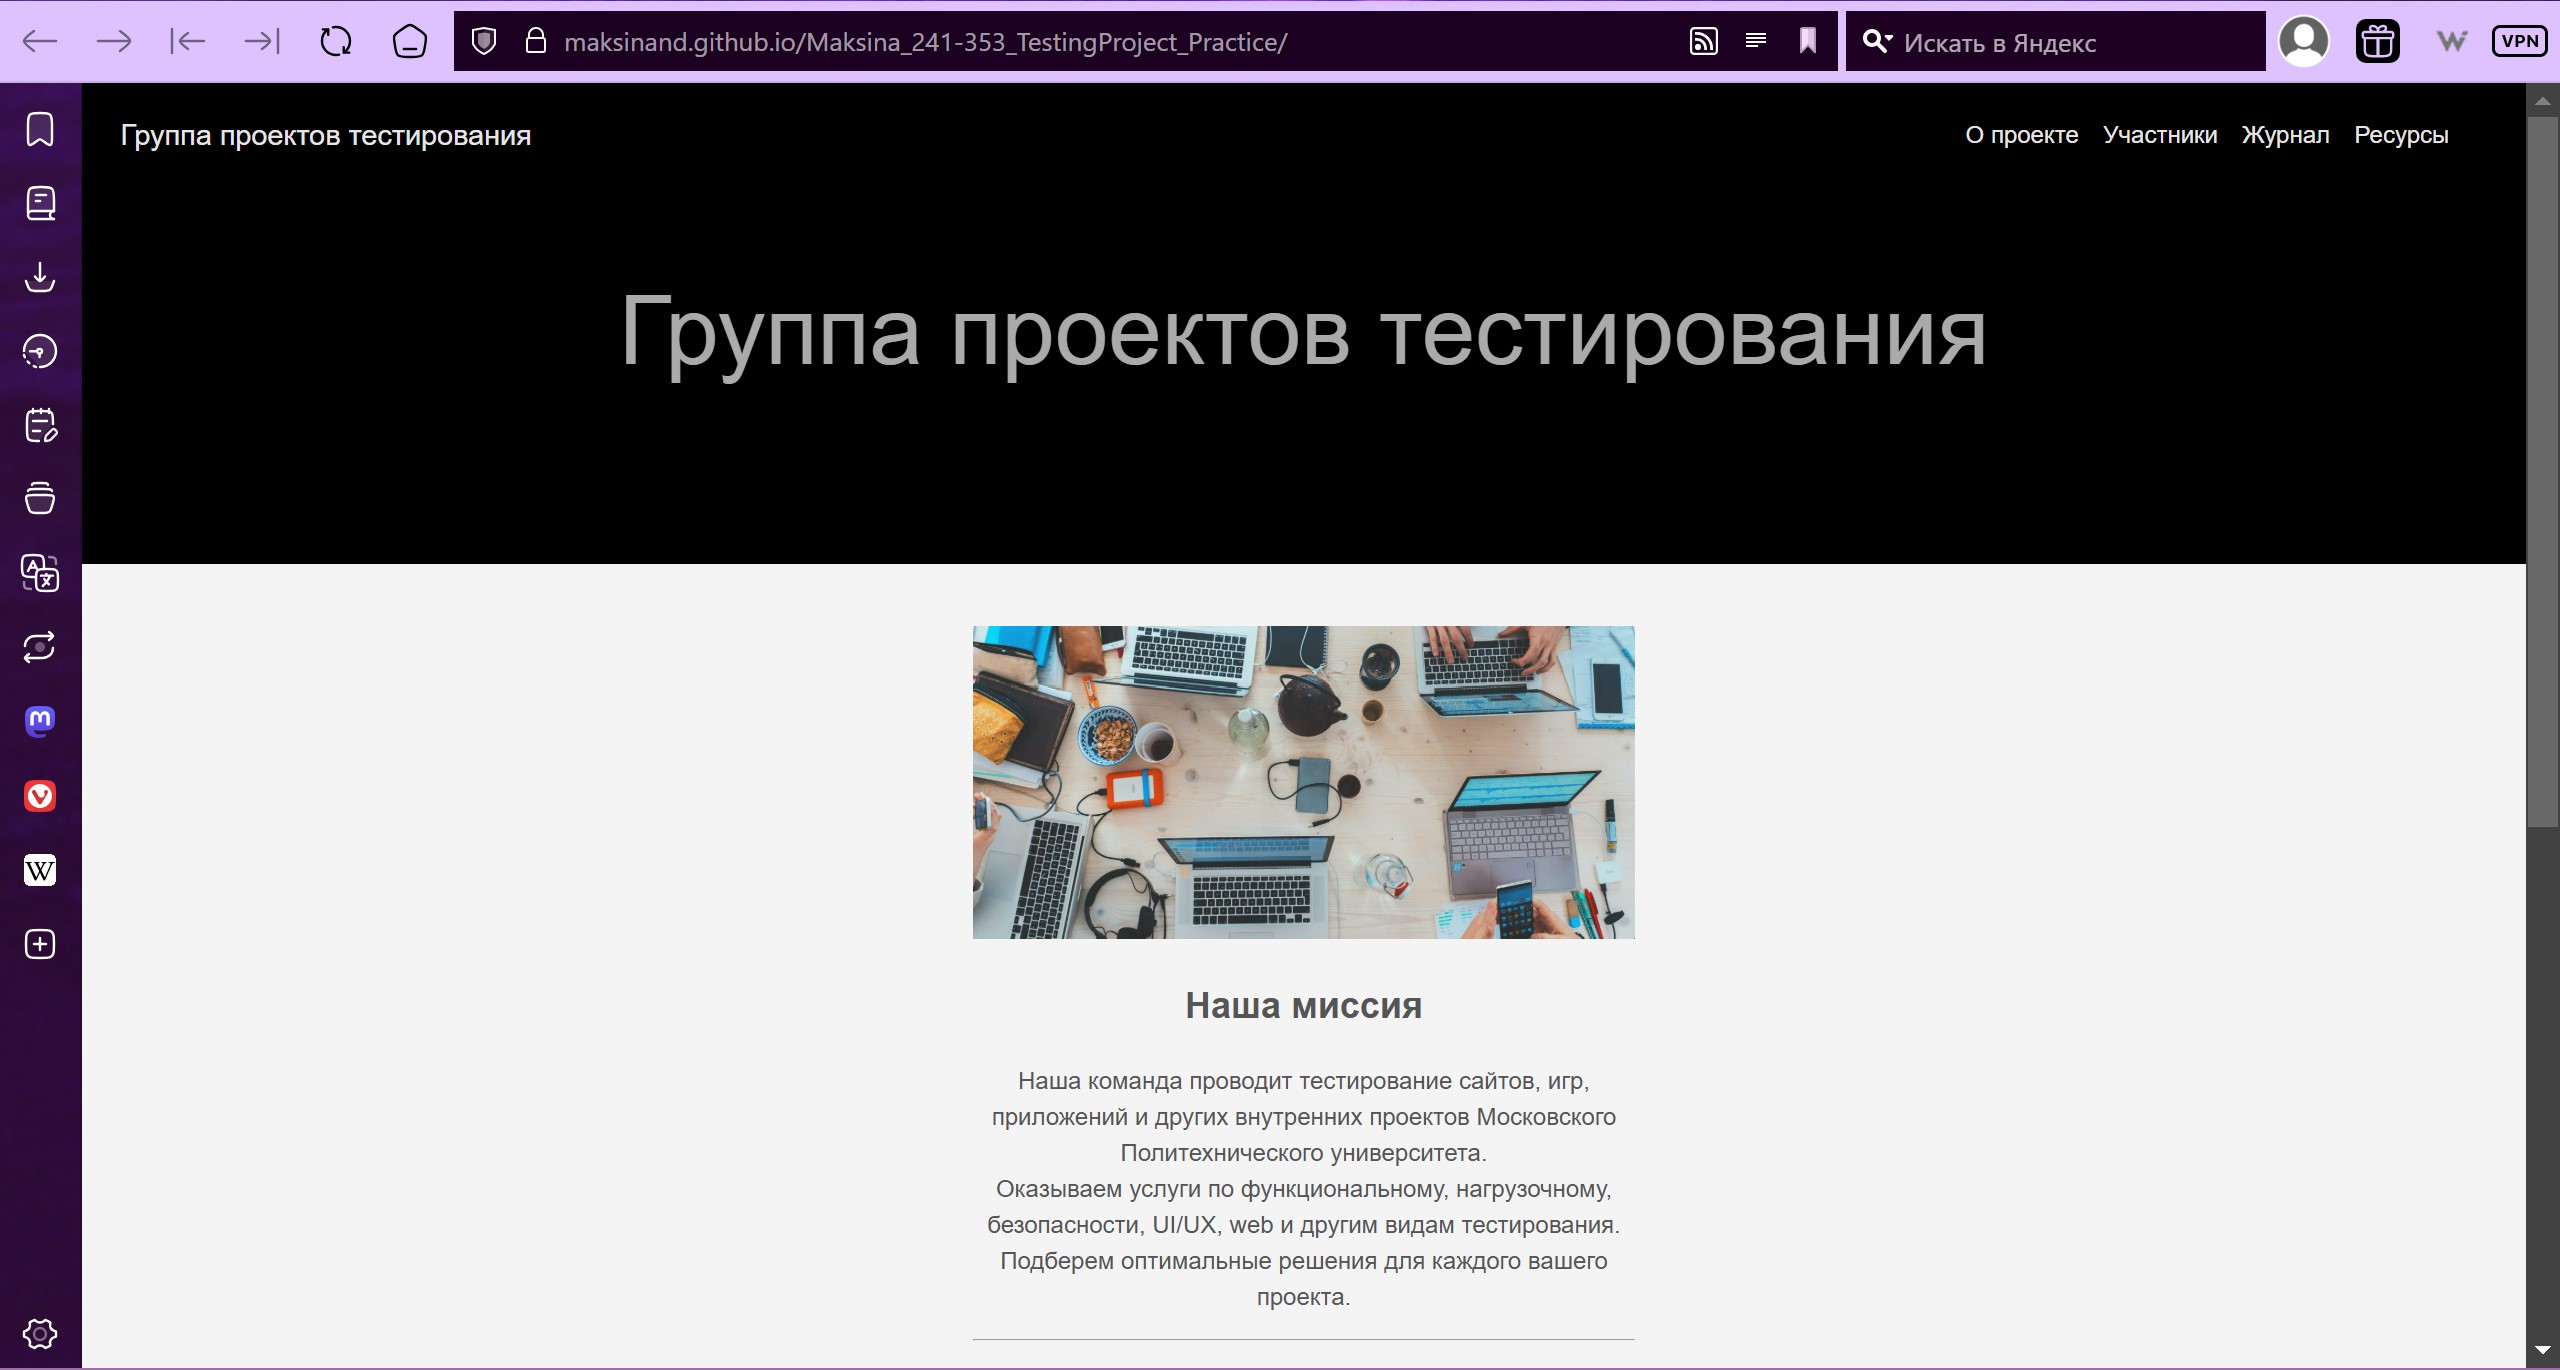 maksinand.github.io/Maksina_241-353_TestingProject_Practice/
Искать в Яндекс
VPN
Группа проектов тестирования
О проекте Участники Журнал Ресурсы
Группа проектов тестирования
Наша миссия
Наша команда проводит тестирование сайтов, игр,
приложений и других внутренних проектов Московского
Политехнического университета.
Оказываем услуги по функциональному, нагрузочному,
безопасности, UI/UX, web и другим видам тестирования.
Подберем оптимальные решения для каждого вашего
проекта.